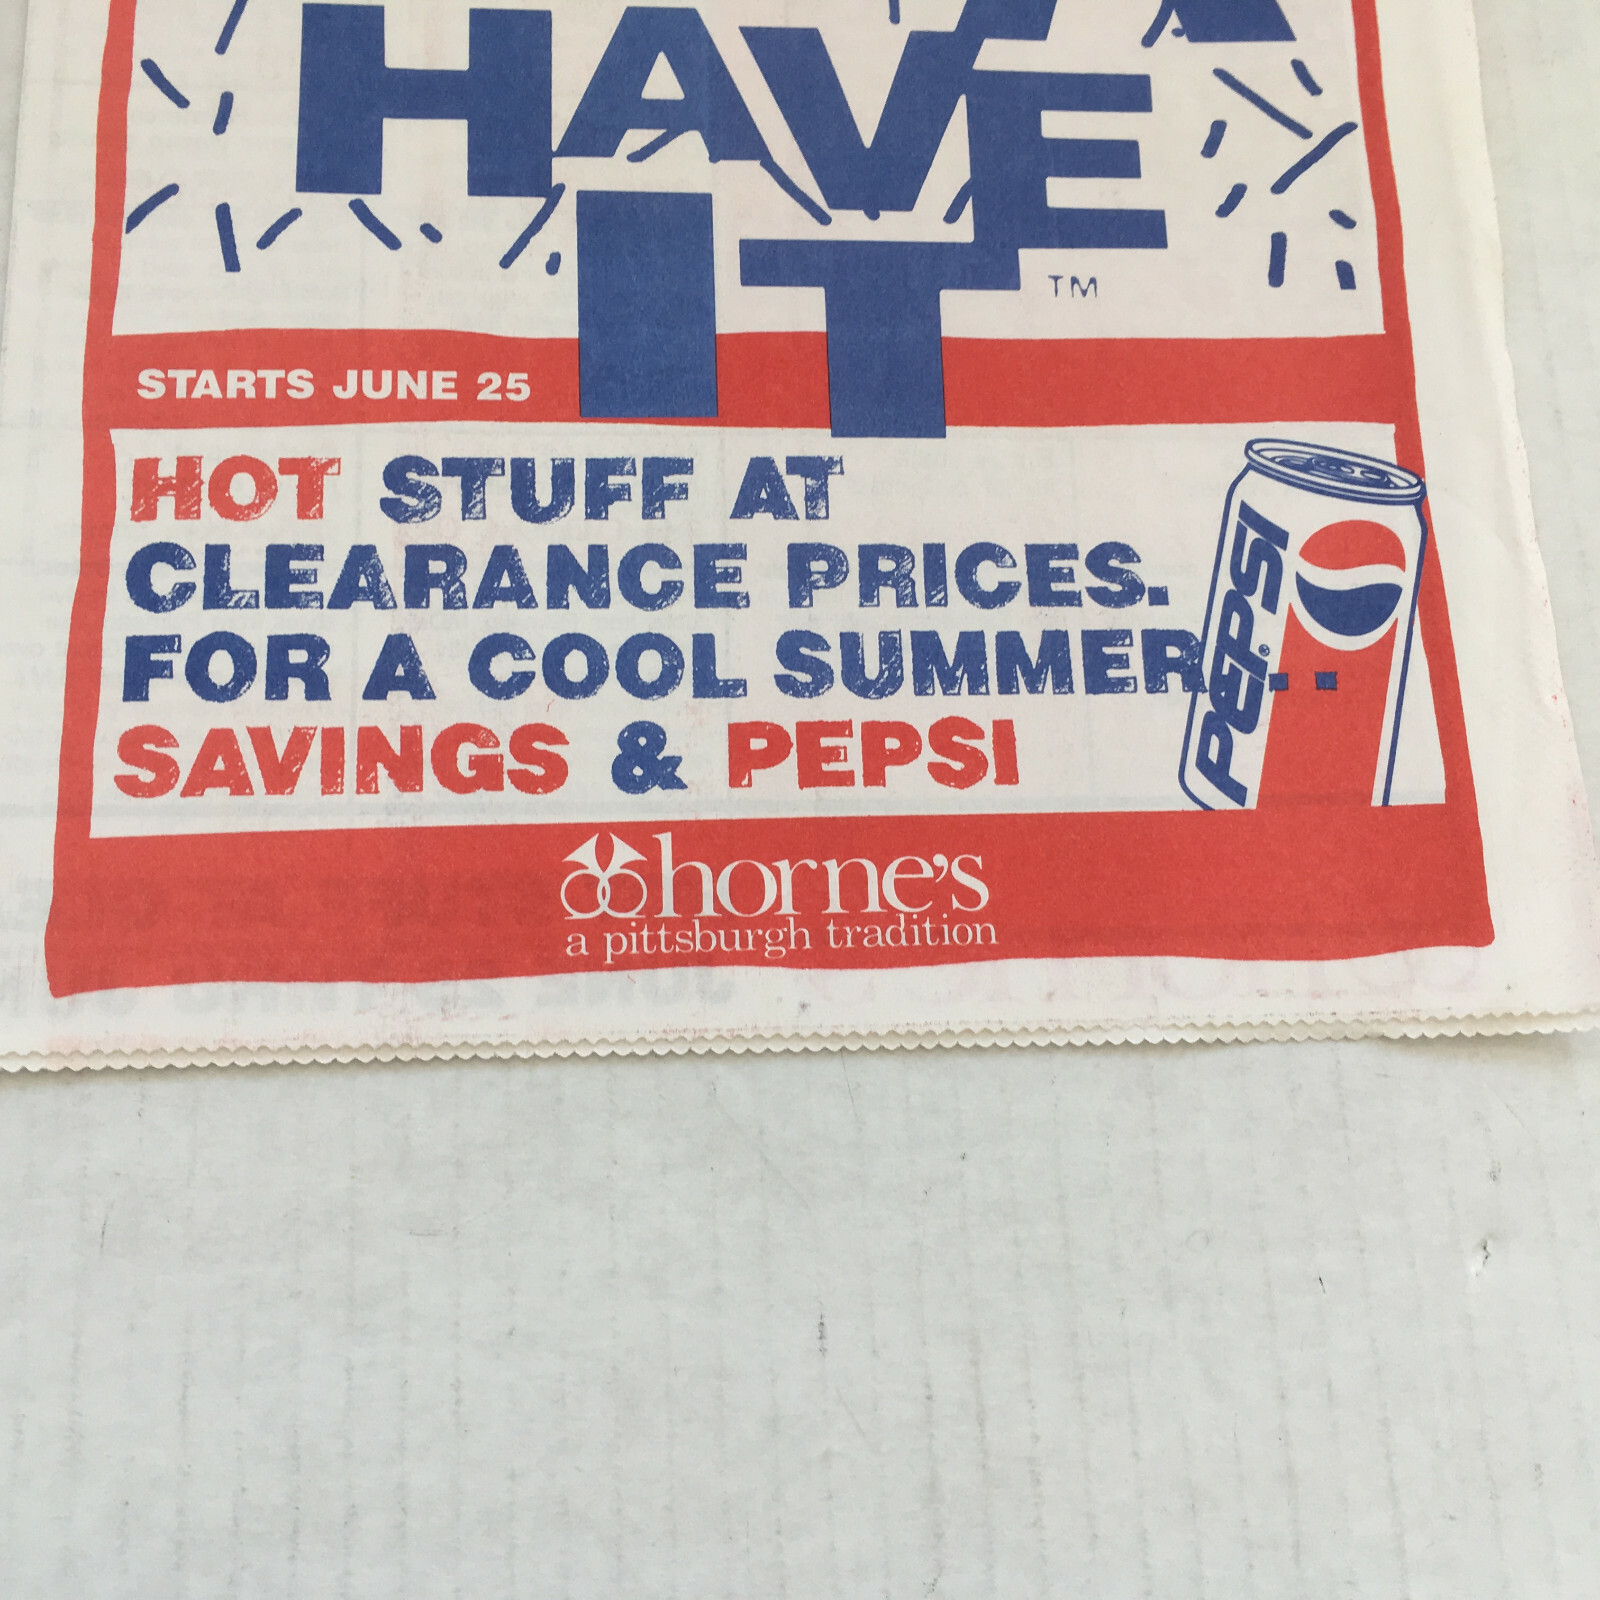 HAVE
IT
TM
STARTS JUNE 25
HOT STUFF AT
CLEARANCE PRICES.
FOR A COOL SUMMER...
SAVINGS & PEPSI
PEPSI
horne's
a pittsburgh tradition